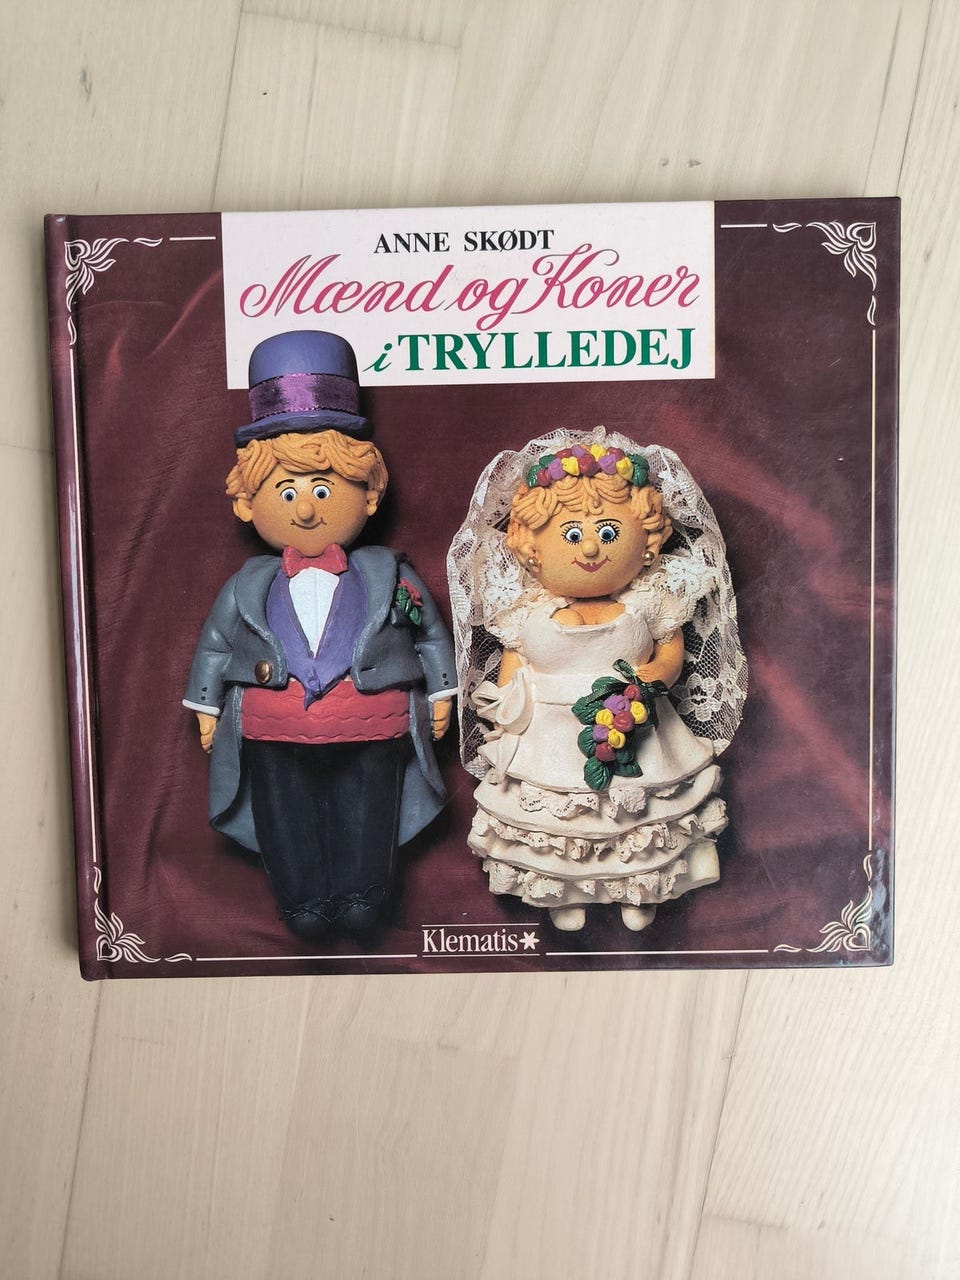 ANNE SKØDT
Mænd og Koner
i TRYLLEDEJ
Klematis